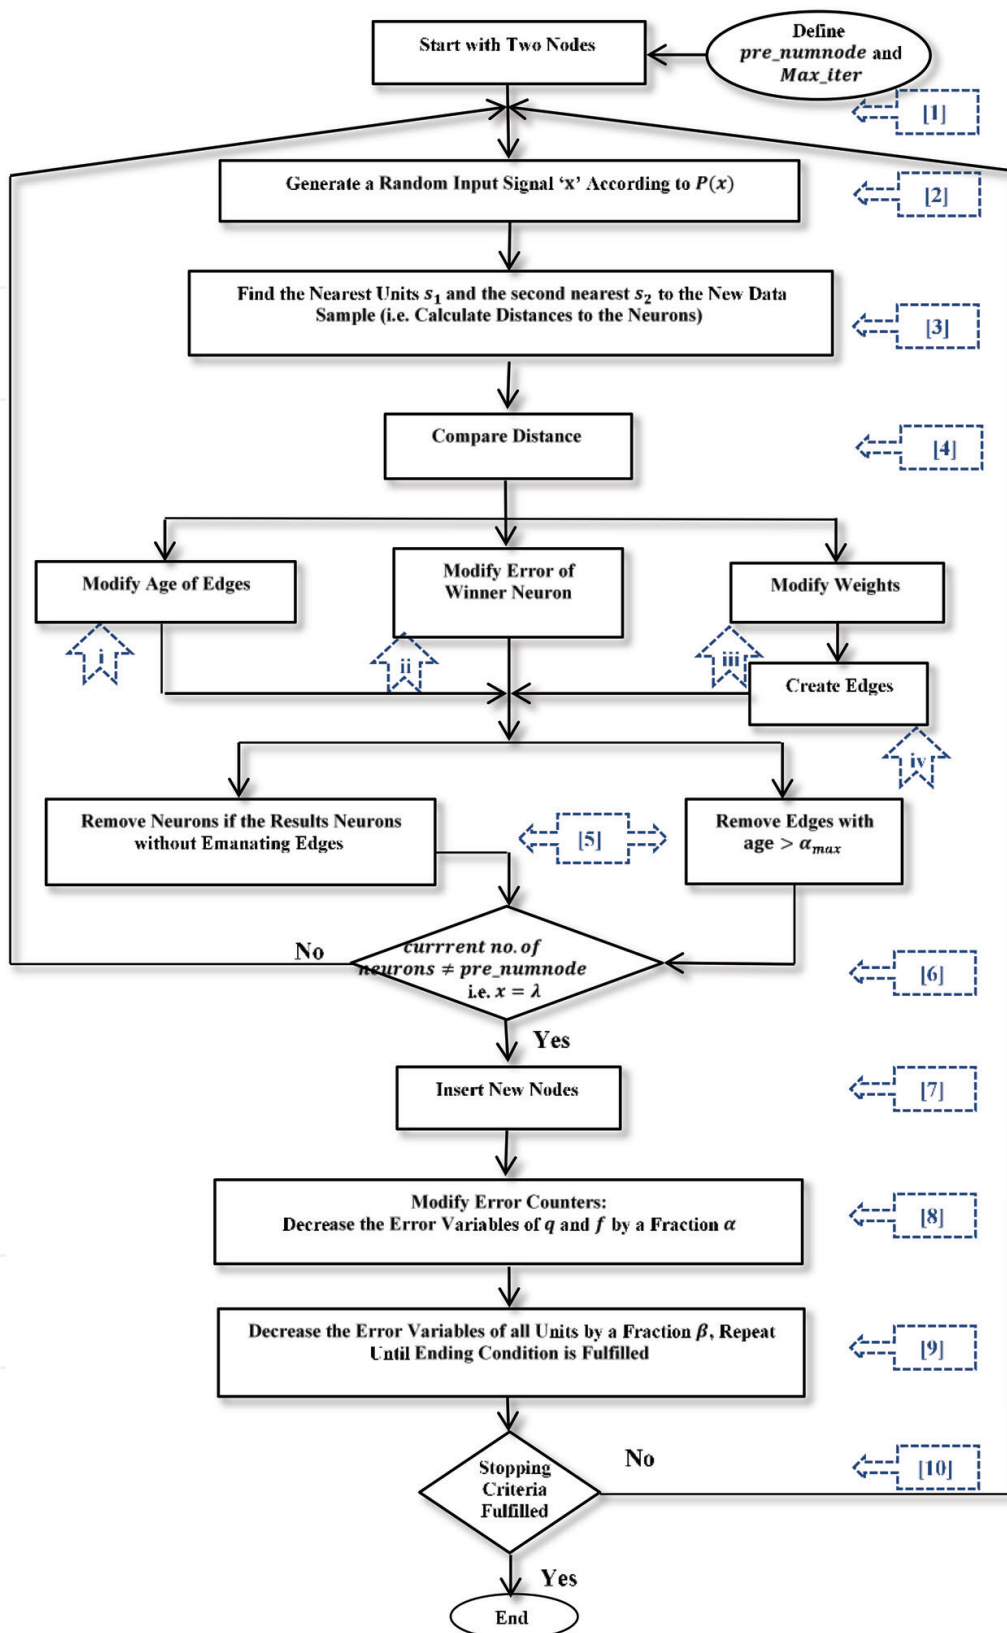 Start with Two Nodes
Define
pre_numnode and
Max_iter
[1]
Generate a Random Input Signal ‘x’ According to P(x)
[2]
Find the Nearest Units s₁ and the second nearest s₂ to the New Data
Sample (i.e. Calculate Distances to the Neurons)
[3]
Compare Distance
[4]
Modify Age of Edges
Modify Error of
Winner Neuron
Modify Weights
i
ii
iii
Create Edges
iv
Remove Neurons if the Results Neurons
without Emanating Edges
[5]
Remove Edges with
age > α_max
No
currrent no. of
neurons ≠ pre_numnode
i.e. x = λ
[6]
Yes
Insert New Nodes
[7]
Modify Error Counters:
Decrease the Error Variables of q and f by a Fraction α
[8]
Decrease the Error Variables of all Units by a Fraction β, Repeat
Until Ending Condition is Fulfilled
[9]
Stopping
Criteria
Fulfilled
No
[10]
Yes
End